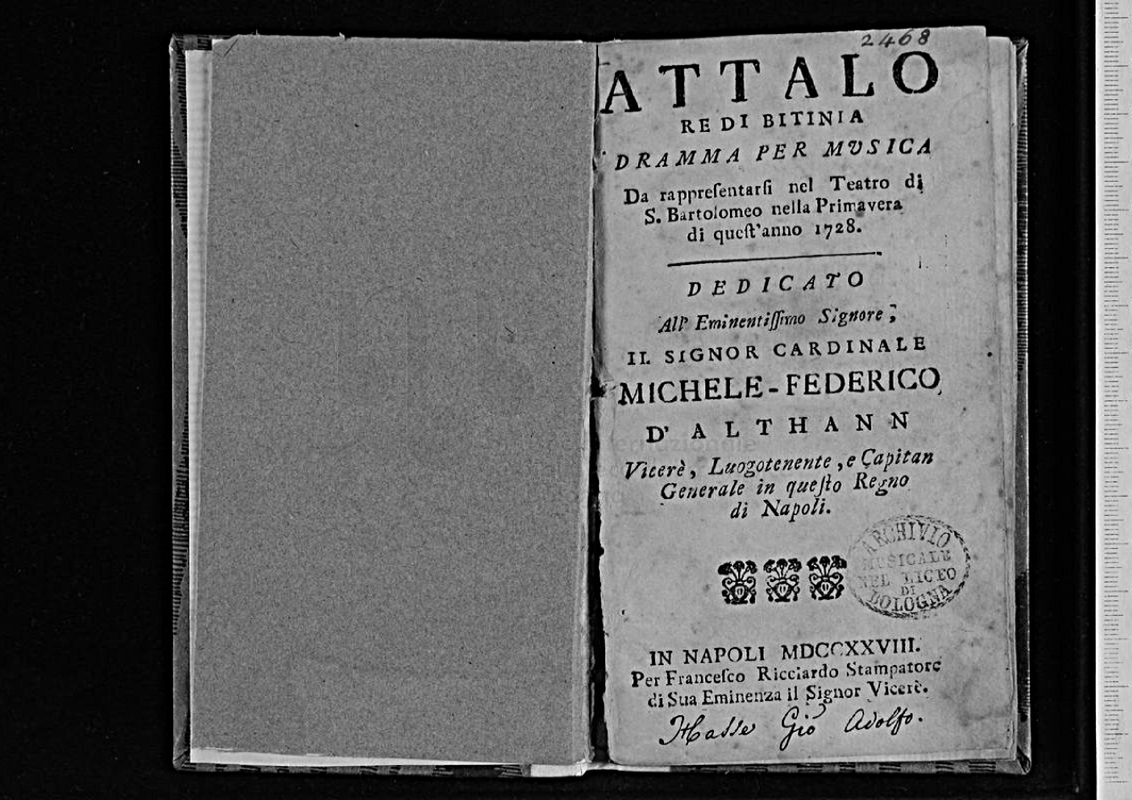 2468
ATTALO
RE DI BITINIA
DRAMMA PER MVSICA
Da rappreſentarſi nel Teatro di
S. Bartolomeo nella Primavera
di queſt'anno 1728.
DEDICATO
All' Eminentiſſimo Signore,
IL SIGNOR CARDINALE
MICHELE-FEDERICO
D' ALTHANN
Vicerè, Luogotenente, e Capitan
Generale in queſto Regno
di Napoli.
ARCHIVIO
MUSICALE
NEL LICEO
DI
BOLOGNA
IN NAPOLI MDCCXXVIII.
Per Franceſco Ricciardo Stampatore
di Sua Eminenza il Signor Vicerè.
Hasse Gio Adolfo.